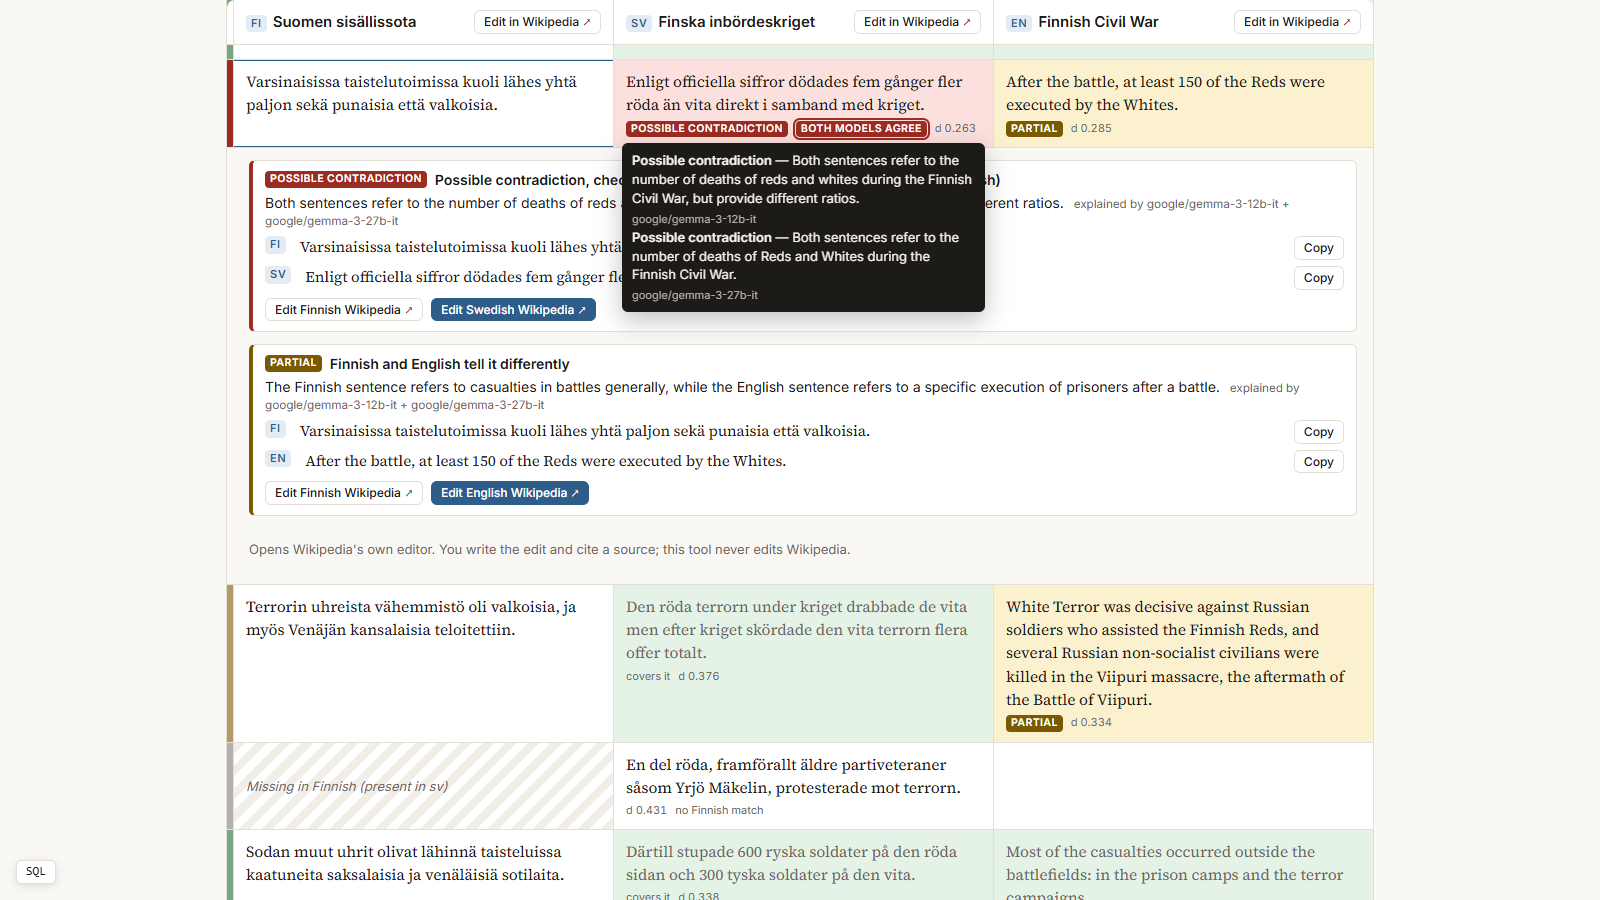 FI Suomen sisällissota Edit in Wikipedia ↗
SV Finska inbördeskriget Edit in Wikipedia ↗
EN Finnish Civil War Edit in Wikipedia ↗
Varsinaisissa taistelutoimissa kuoli lähes yhtä
paljon sekä punaisia että valkoisia.
Enligt officiella siffror dödades fem gånger fler
röda än vita direkt i samband med kriget.
POSSIBLE CONTRADICTION BOTH MODELS AGREE d 0.263
After the battle, at least 150 of the Reds were
executed by the Whites.
PARTIAL d 0.285
Possible contradiction — Both sentences refer to the
number of deaths of reds and whites during the Finnish
Civil War, but provide different ratios.
google/gemma-3-12b-it
Possible contradiction — Both sentences refer to the
number of deaths of Reds and Whites during the
Finnish Civil War.
google/gemma-3-27b-it
POSSIBLE CONTRADICTION Possible contradiction,
Both sentences refer to the number of deaths of reds ratios. explained by google/gemma-3-12b-it +
google/gemma-3-27b-it
FI Varsinaisissa taistelutoimissa kuoli lähes yhtä Copy
SV Enligt officiella siffror dödades fem gånger Copy
Edit Finnish Wikipedia ↗ Edit Swedish Wikipedia ↗
PARTIAL Finnish and English tell it differently
The Finnish sentence refers to casualties in battles generally, while the English sentence refers to a specific execution of prisoners after a battle. explained by
google/gemma-3-12b-it + google/gemma-3-27b-it
FI Varsinaisissa taistelutoimissa kuoli lähes yhtä paljon sekä punaisia että valkoisia. Copy
EN After the battle, at least 150 of the Reds were executed by the Whites. Copy
Edit Finnish Wikipedia ↗ Edit English Wikipedia ↗
Opens Wikipedia's own editor. You write the edit and cite a source; this tool never edits Wikipedia.
Terrorin uhreista vähemmistö oli valkoisia, ja
myös Venäjän kansalaisia teloitettiin.
Den röda terrorn under kriget drabbade de vita
men efter kriget skördade den vita terrorn flera
offer totalt.
covers it d 0.376
White Terror was decisive against Russian
soldiers who assisted the Finnish Reds, and
several Russian non-socialist civilians were
killed in the Viipuri massacre, the aftermath of
the Battle of Viipuri.
PARTIAL d 0.334
Missing in Finnish (present in sv)
En del röda, framförallt äldre partiveteraner
såsom Yrjö Mäkelin, protesterade mot terrorn.
d 0.431 no Finnish match
Sodan muut uhrit olivat lähinnä taisteluissa
kaatuneita saksalaisia ja venäläisiä sotilaita.
Därtill stupade 600 ryska soldater på den röda
sidan och 300 tyska soldater på den vita.
covers it d 0.338
Most of the casualties occurred outside the
battlefields: in the prison camps and the terror
campaigns.
SQL